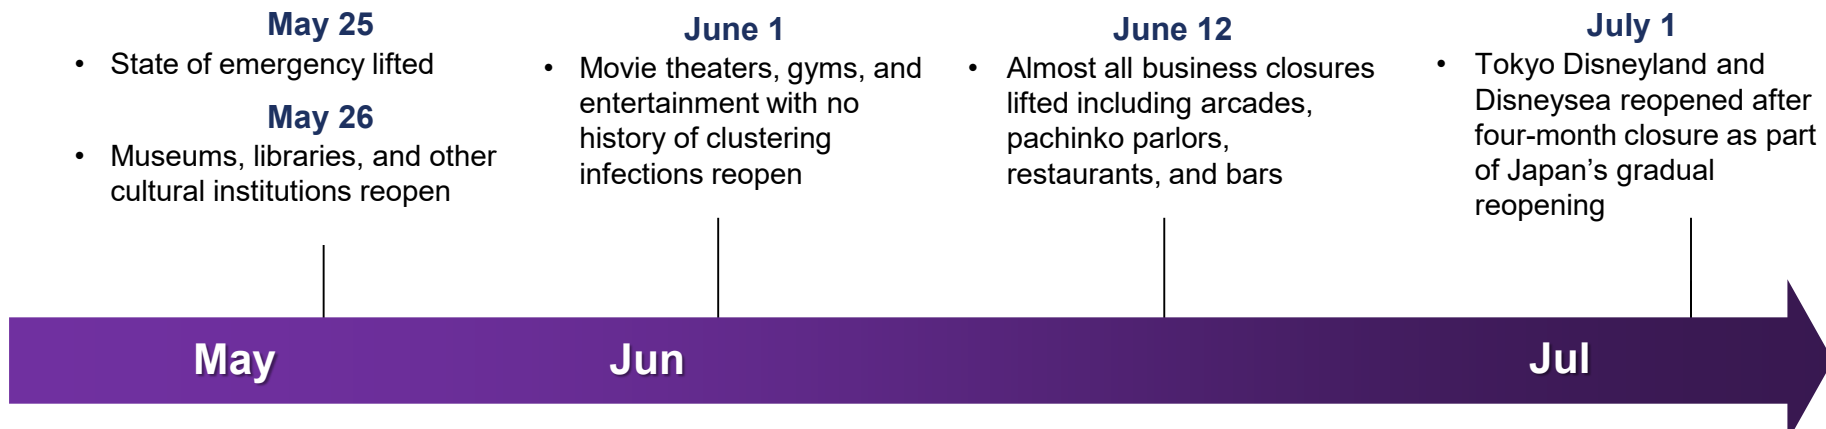 May 25
• State of emergency lifted
May 26
• Museums, libraries, and other
cultural institutions reopen
June 1
• Movie theaters, gyms, and
entertainment with no
history of clustering
infections reopen
June 12
• Almost all business closures
lifted including arcades,
pachinko parlors,
restaurants, and bars
July 1
• Tokyo Disneyland and
Disneysea reopened after
four-month closure as part
of Japan’s gradual
reopening
May
Jun
Jul